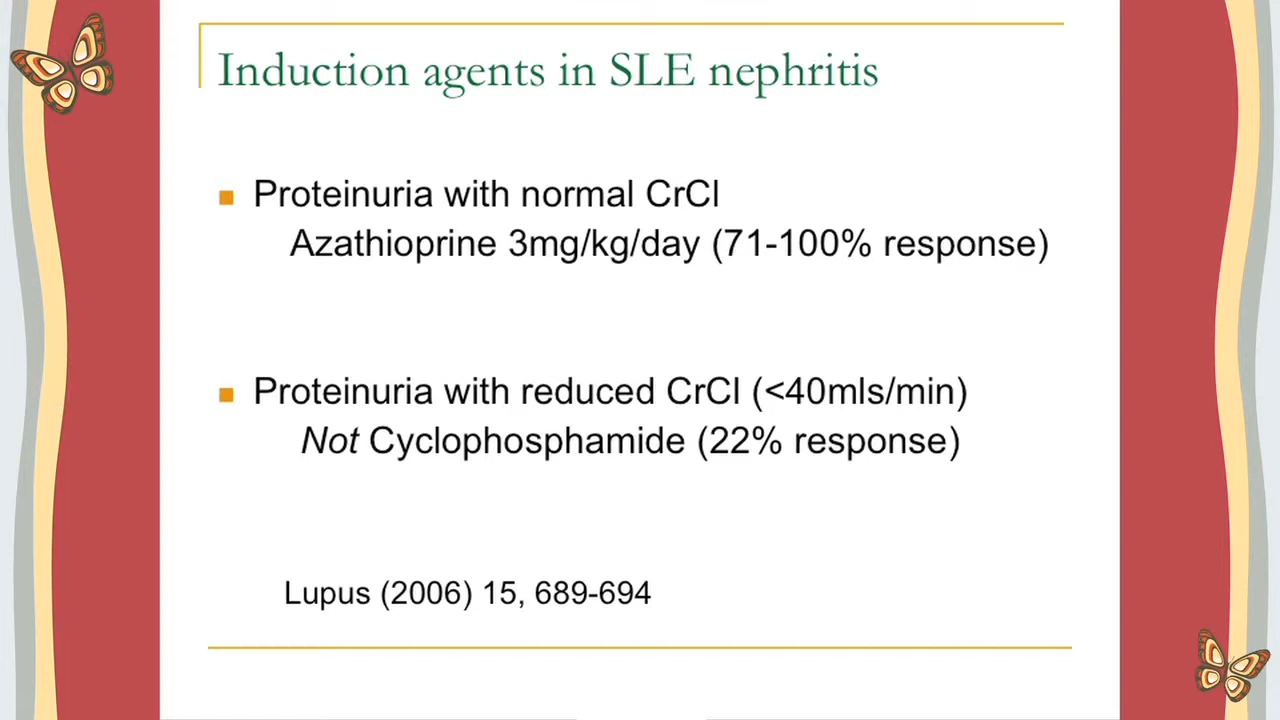 Induction agents in SLE nephritis
Proteinuria with normal CrCl
Azathioprine 3mg/kg/day (71-100% response)
Proteinuria with reduced CrCl (<40mls/min)
Not Cyclophosphamide (22% response)
Lupus (2006) 15, 689-694